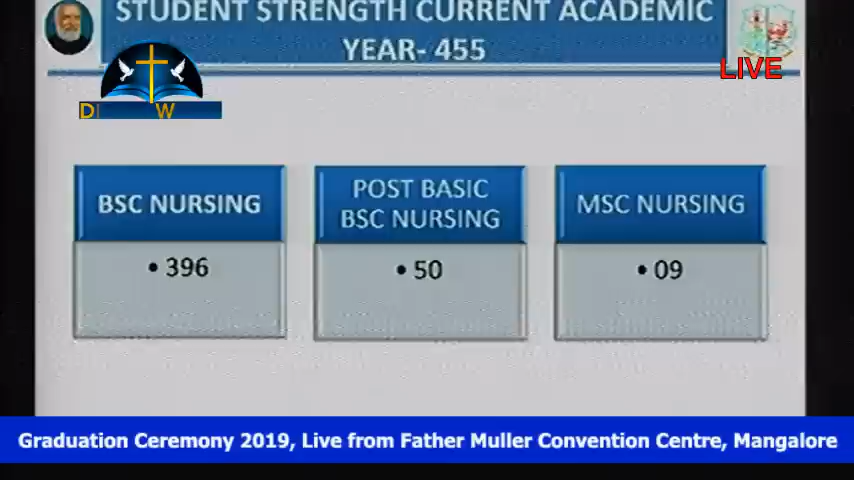 STUDENT STRENGTH CURRENT ACADEMIC
YEAR- 455
LIVE
D W
BSC NURSING
• 396
POST BASIC
BSC NURSING
• 50
MSC NURSING
• 09
Graduation Ceremony 2019, Live from Father Muller Convention Centre, Mangalore